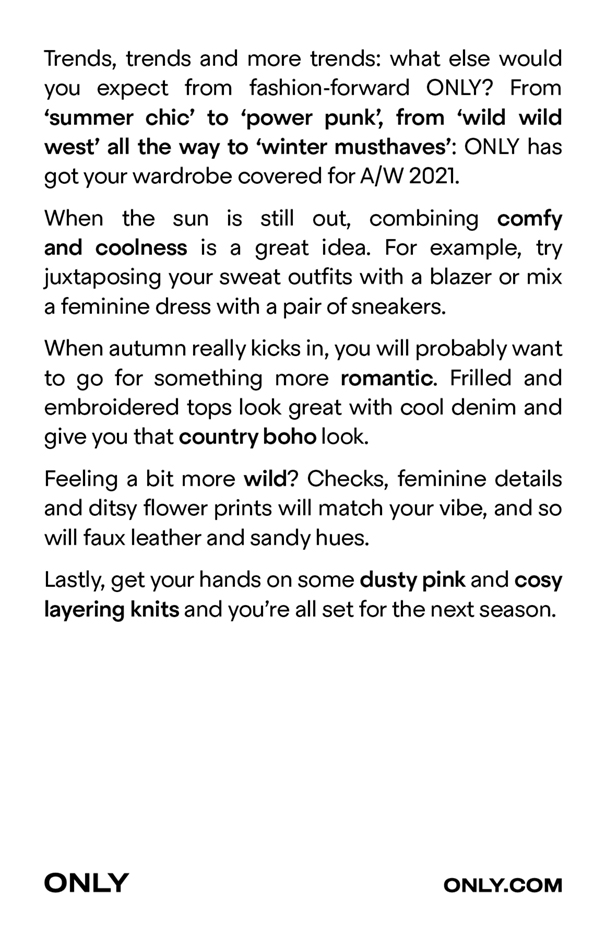 Trends, trends and more trends: what else would
you expect from fashion-forward ONLY? From
‘summer chic’ to ‘power punk’, from ‘wild wild
west’ all the way to ‘winter musthaves’: ONLY has
got your wardrobe covered for A/W 2021.
When the sun is still out, combining comfy
and coolness is a great idea. For example, try
juxtaposing your sweat outfits with a blazer or mix
a feminine dress with a pair of sneakers.
When autumn really kicks in, you will probably want
to go for something more romantic. Frilled and
embroidered tops look great with cool denim and
give you that country boho look.
Feeling a bit more wild? Checks, feminine details
and ditsy flower prints will match your vibe, and so
will faux leather and sandy hues.
Lastly, get your hands on some dusty pink and cosy
layering knits and you’re all set for the next season.
ONLY
ONLY.COM